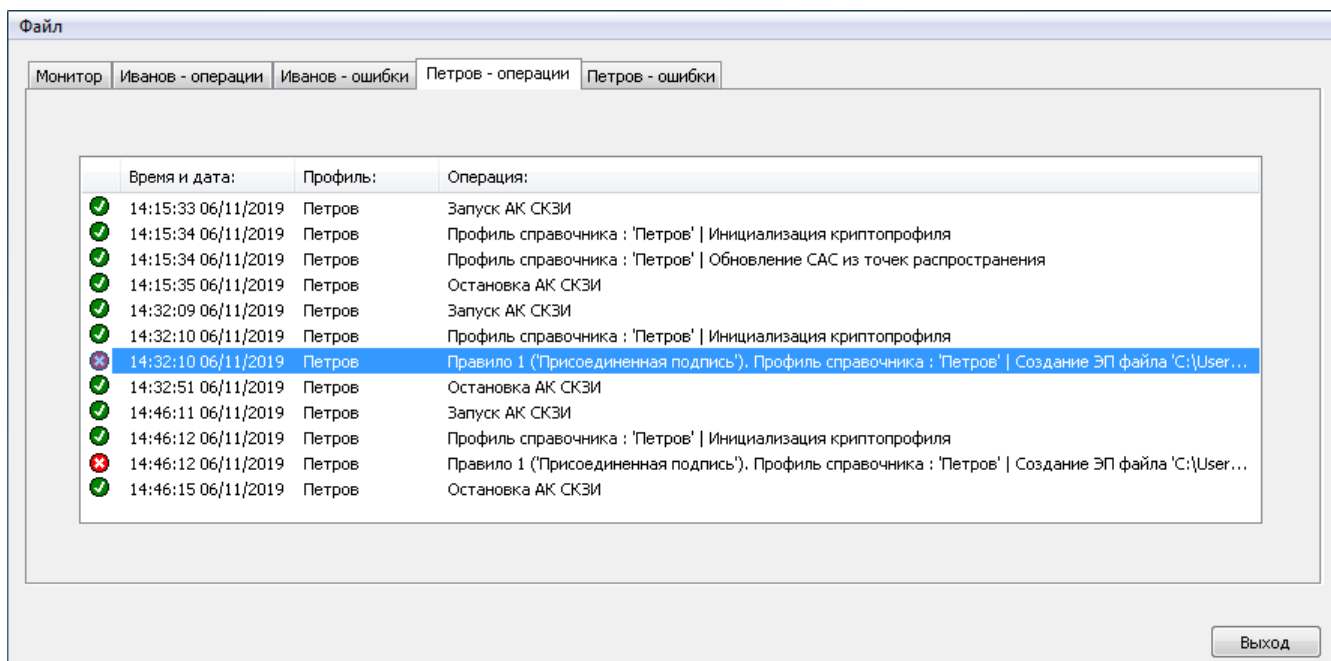 Файл
Монитор Иванов - операции Иванов - ошибки Петров - операции Петров - ошибки
Время и дата: Профиль: Операция:
14:15:33 06/11/2019 Петров Запуск АК СКЗИ
14:15:34 06/11/2019 Петров Профиль справочника : 'Петров' | Инициализация криптопрофиля
14:15:34 06/11/2019 Петров Профиль справочника : 'Петров' | Обновление САС из точек распространения
14:15:35 06/11/2019 Петров Остановка АК СКЗИ
14:32:09 06/11/2019 Петров Запуск АК СКЗИ
14:32:10 06/11/2019 Петров Профиль справочника : 'Петров' | Инициализация криптопрофиля
14:32:10 06/11/2019 Петров Правило 1 ('Присоединенная подпись'). Профиль справочника : 'Петров' | Создание ЭП файла 'C:\User...
14:32:51 06/11/2019 Петров Остановка АК СКЗИ
14:46:11 06/11/2019 Петров Запуск АК СКЗИ
14:46:12 06/11/2019 Петров Профиль справочника : 'Петров' | Инициализация криптопрофиля
14:46:12 06/11/2019 Петров Правило 1 ('Присоединенная подпись'). Профиль справочника : 'Петров' | Создание ЭП файла 'C:\User...
14:46:15 06/11/2019 Петров Остановка АК СКЗИ
Выход